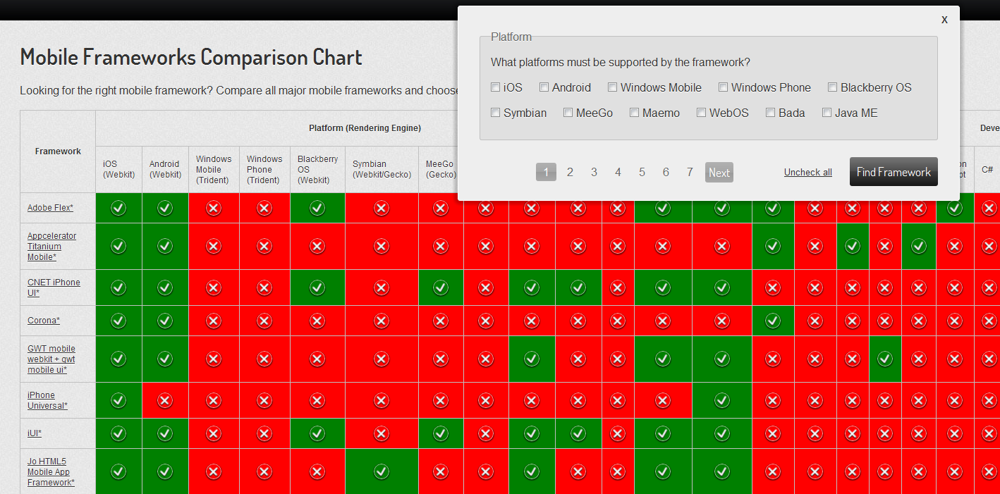 Mobile Frameworks Comparison Chart
Looking for the right mobile framework? Compare all major mobile frameworks and choose
X
Platform
What platforms must be supported by the framework?
iOS Android Windows Mobile Windows Phone Blackberry OS
Symbian MeeGo Maemo WebOS Bada Java ME
1 2 3 4 5 6 7 Next Uncheck all Find Framework
Framework
Platform (Rendering Engine)
iOS
(Webkit)
Android
(Webkit)
Windows
Mobile
(Trident)
Windows
Phone
(Trident)
Blackberry
OS
(Webkit)
Symbian
(Webkit/Gecko)
MeeGo
(Gecko)
C#
Adobe Flex*
Appcelerator
Titanium
Mobile*
CNET iPhone
UI*
Corona*
GWT mobile
webkit + gwt
mobile ui*
iPhone
Universal*
iUI*
Jo HTML5
Mobile App
Framework*